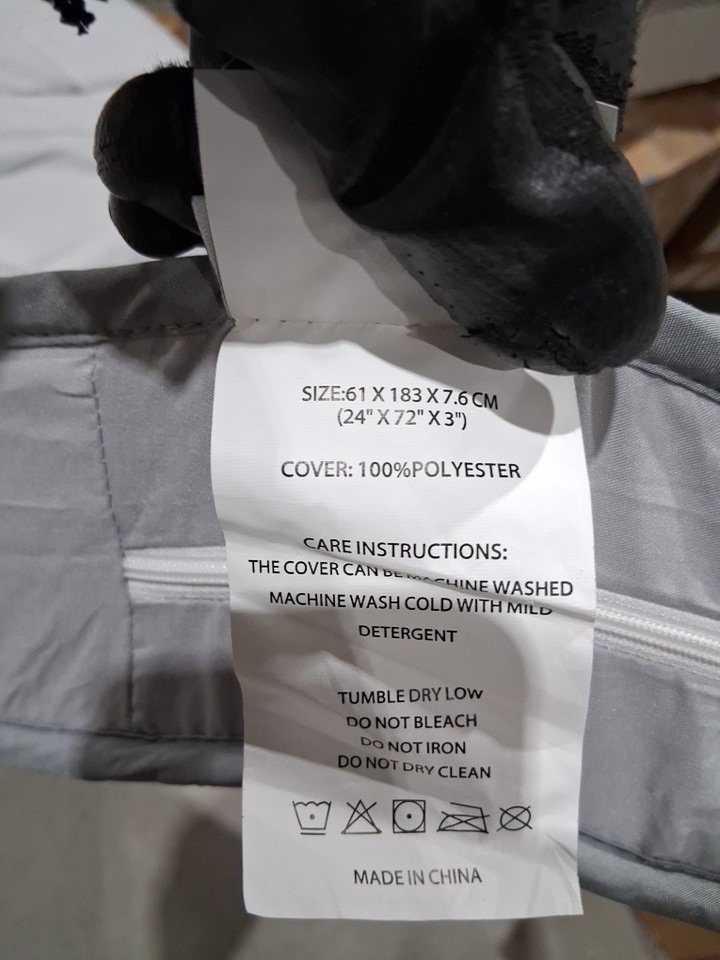 SIZE:61 X 183 X 7.6 CM
(24" X 72" X 3")
COVER: 100%POLYESTER
CARE INSTRUCTIONS:
THE COVER CAN BE MACHINE WASHED
MACHINE WASH COLD WITH MILD
DETERGENT
TUMBLE DRY LOW
DO NOT BLEACH
DO NOT IRON
DO NOT DRY CLEAN
MADE IN CHINA